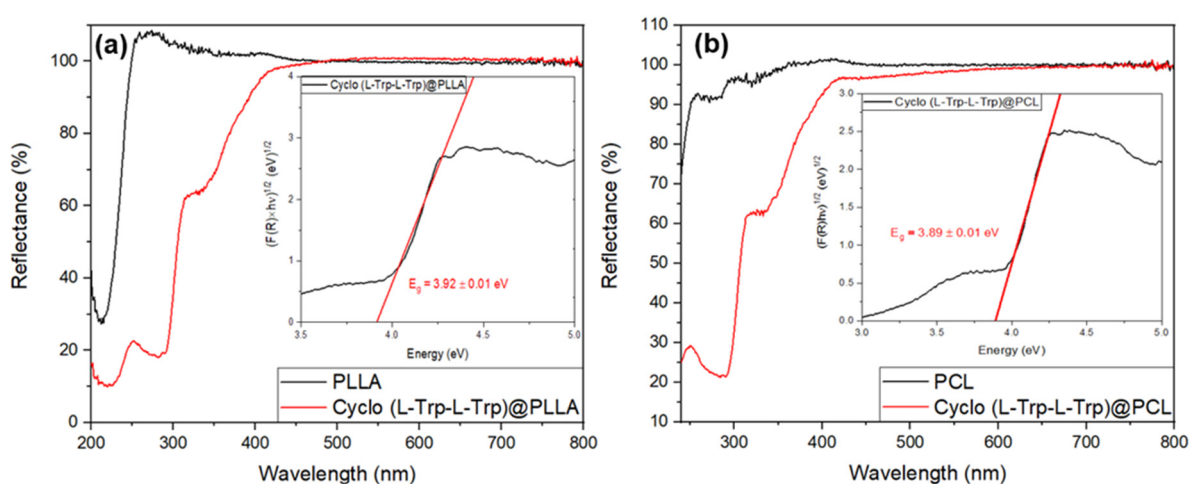 (a)
Reflectance (%)
100
80
60
40
20
0
200 300 400 500 600 700 800
Wavelength (nm)
PLLA
Cyclo (L-Trp-L-Trp)@PLLA
Cyclo (L-Trp-L-Trp)@PLLA
(F(R)×hν)1/2 (eV)1/2
4
3
2
1
0
3.5 4.0 4.5 5.0
Energy (eV)
Eg = 3.92 ± 0.01 eV
(b)
Reflectance (%)
110
100
90
80
70
60
50
40
30
20
10
300 400 500 600 700 800
Wavelength (nm)
PCL
Cyclo (L-Trp-L-Trp)@PCL
Cyclo (L-Trp-L-Trp)@PCL
(F(R)hν)1/2 (eV)1/2
3.0
2.5
2.0
1.5
1.0
0.5
0.0
3.0 3.5 4.0 4.5 5.0
Energy (eV)
Eg = 3.89 ± 0.01 eV